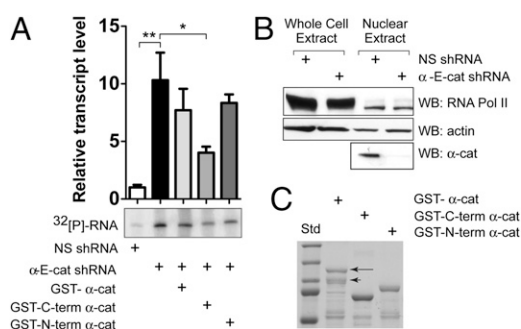 A
Relative transcript level
15
10
5
0
**
*
32[P]-RNA
NS shRNA +
α-E-cat shRNA + + + +
GST- α-cat +
GST-C-term α-cat +
GST-N-term α-cat +
B
Whole Cell Extract
Nuclear Extract
+ + NS shRNA
+ + α-E-cat shRNA
WB: RNA Pol II
WB: actin
WB: α-cat
C
+ GST- α-cat
+ GST-C-term α-cat
+ GST-N-term α-cat
Std